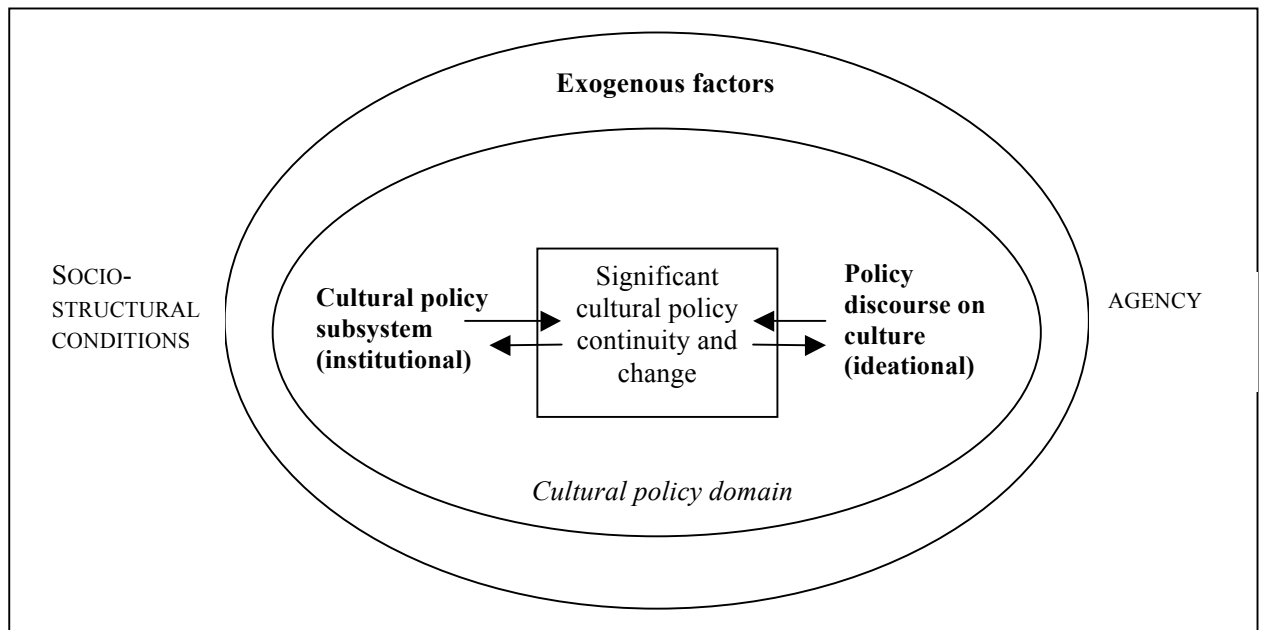 Exogenous factors
SOCIO-
STRUCTURAL
CONDITIONS
Cultural policy
subsystem
(institutional)
Significant
cultural policy
continuity and
change
Policy
discourse on
culture
(ideational)
AGENCY
Cultural policy domain